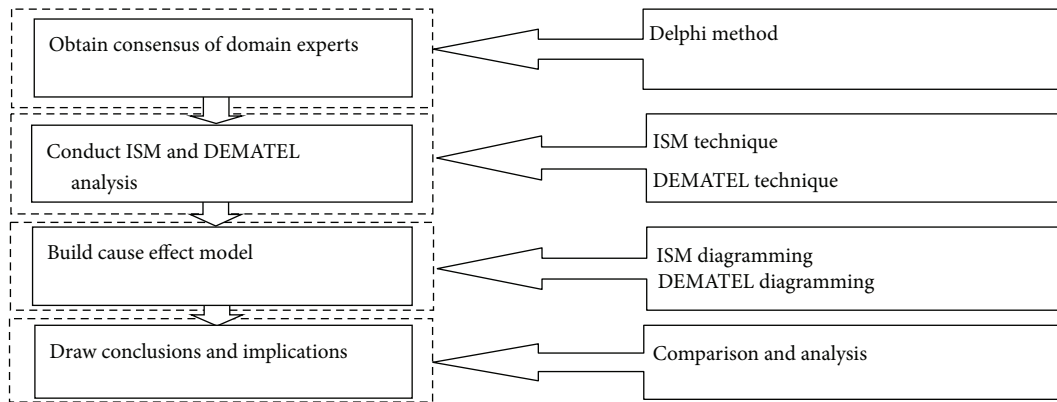 Obtain consensus of domain experts
Delphi method
Conduct ISM and DEMATEL
analysis
ISM technique
DEMATEL technique
Build cause effect model
ISM diagramming
DEMATEL diagramming
Draw conclusions and implications
Comparison and analysis